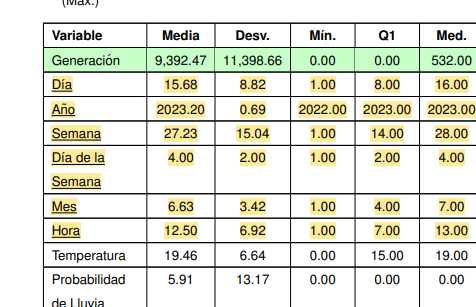 (Máx.)
Variable Media Desv. Mín. Q1 Med.
Generación 9,392.47 11,398.66 0.00 0.00 532.00
Día 15.68 8.82 1.00 8.00 16.00
Año 2023.20 0.69 2022.00 2023.00 2023.00
Semana 27.23 15.04 1.00 14.00 28.00
Día de la 4.00 2.00 1.00 2.00 4.00
Semana
Mes 6.63 3.42 1.00 4.00 7.00
Hora 12.50 6.92 1.00 7.00 13.00
Temperatura 19.46 6.64 0.00 15.00 19.00
Probabilidad 5.91 13.17 0.00 0.00 0.00
de Lluvia